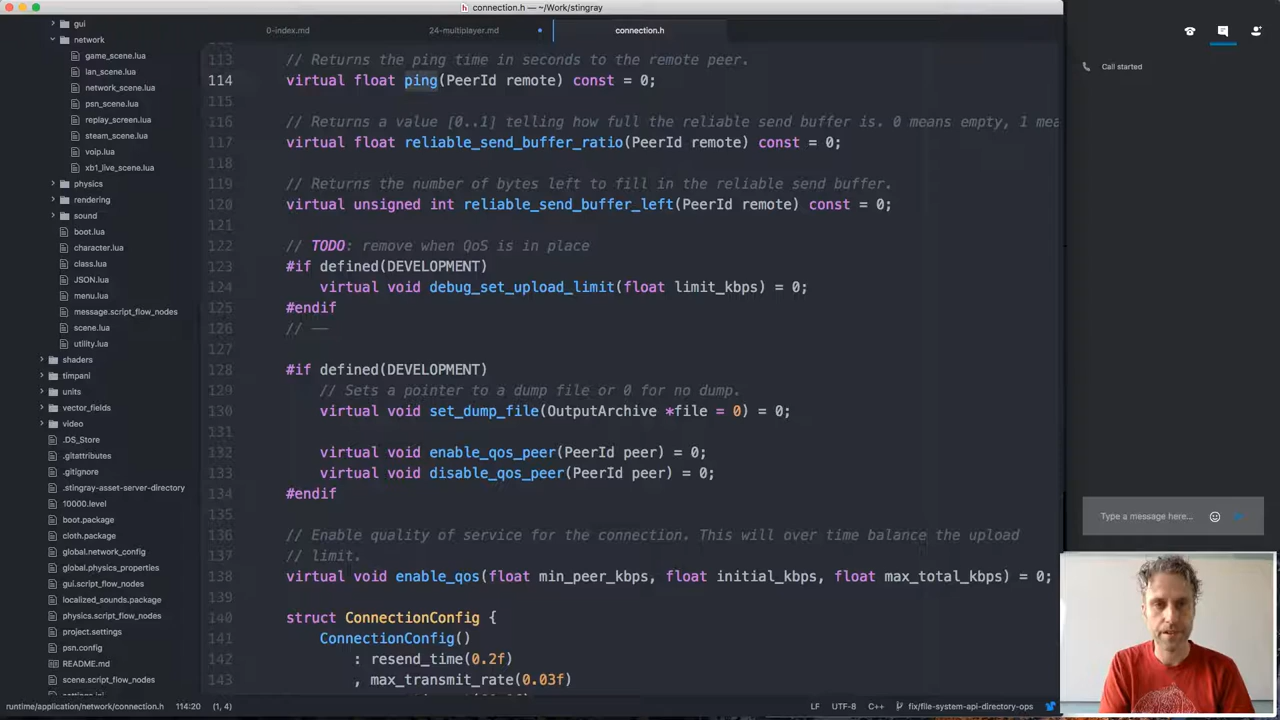 connection.h — ~/Work/stingray
gui
network
game_scene.lua
lan_scene.lua
network_scene.lua
psn_scene.lua
replay_screen.lua
steam_scene.lua
voip.lua
xb1_live_scene.lua
physics
rendering
sound
boot.lua
character.lua
class.lua
JSON.lua
menu.lua
message.script_flow_nodes
scene.lua
utility.lua
shaders
timpani
units
vector_fields
video
.DS_Store
.gitattributes
.gitignore
.stingray-asset-server-directory
10000.level
boot.package
cloth.package
global.network_config
global.physics_properties
gui.script_flow_nodes
localized_sounds.package
physics.script_flow_nodes
project.settings
psn.config
README.md
scene.script_flow_nodes
settings.ini
0-index.md
24-multiplayer.md
connection.h
113 // Returns the ping time in seconds to the remote peer.
114 virtual float ping(PeerId remote) const = 0;
115
116 // Returns a value [0..1] telling how full the reliable send buffer is. 0 means empty, 1 mea
117 virtual float reliable_send_buffer_ratio(PeerId remote) const = 0;
118
119 // Returns the number of bytes left to fill in the reliable send buffer.
120 virtual unsigned int reliable_send_buffer_left(PeerId remote) const = 0;
121
122 // TODO: remove when QoS is in place
123 #if defined(DEVELOPMENT)
124 virtual void debug_set_upload_limit(float limit_kbps) = 0;
125 #endif
126 // ——
127
128 #if defined(DEVELOPMENT)
129 // Sets a pointer to a dump file or 0 for no dump.
130 virtual void set_dump_file(OutputArchive *file = 0) = 0;
131
132 virtual void enable_qos_peer(PeerId peer) = 0;
133 virtual void disable_qos_peer(PeerId peer) = 0;
134 #endif
135
136 // Enable quality of service for the connection. This will over time balance the upload
137 // limit.
138 virtual void enable_qos(float min_peer_kbps, float initial_kbps, float max_total_kbps) = 0;
139
140 struct ConnectionConfig {
141 ConnectionConfig()
142 : resend_time(0.2f)
143 , max_transmit_rate(0.03f)
runtime/application/network/connection.h 114:20 (1, 4)
LF UTF-8 C++ fix/file-system-api-directory-ops
Call started
Type a message here...